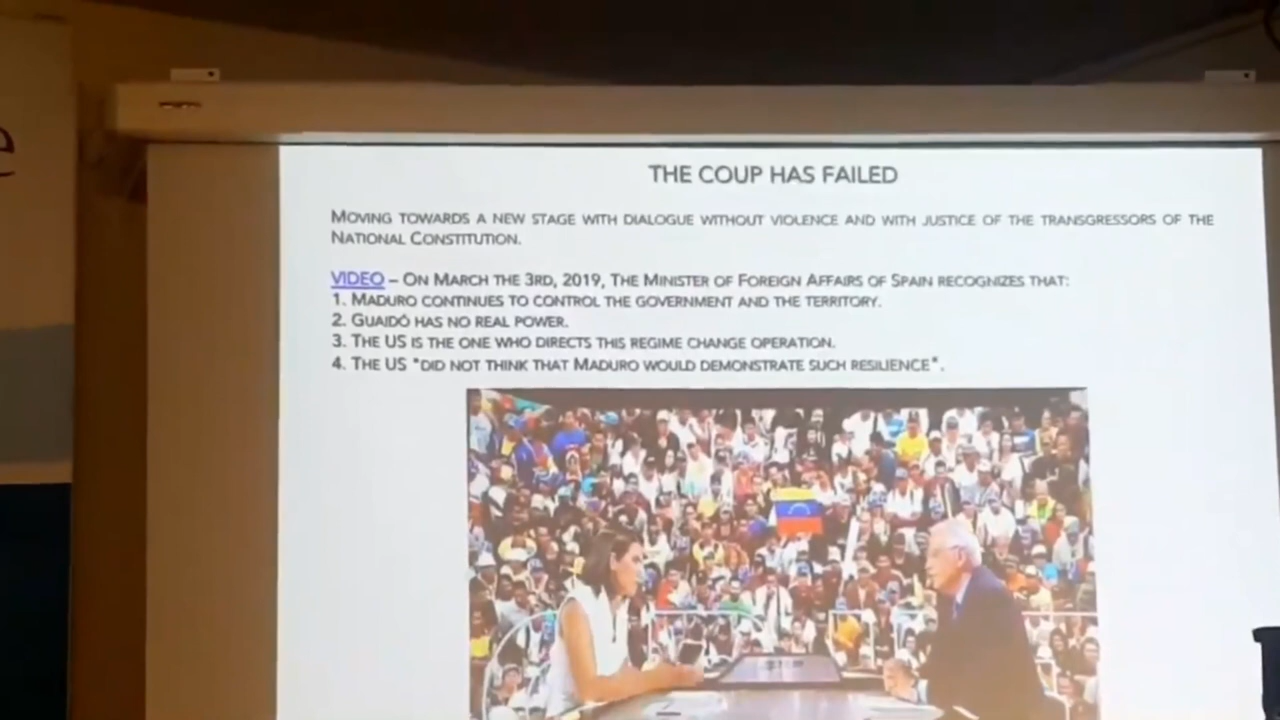 e
THE COUP HAS FAILED
MOVING TOWARDS A NEW STAGE WITH DIALOGUE WITHOUT VIOLENCE AND WITH JUSTICE OF THE TRANSGRESSORS OF THE
NATIONAL CONSTITUTION.
VIDEO – ON MARCH THE 3RD, 2019, THE MINISTER OF FOREIGN AFFAIRS OF SPAIN RECOGNIZES THAT:
1. MADURO CONTINUES TO CONTROL THE GOVERNMENT AND THE TERRITORY.
2. GUAIDÓ HAS NO REAL POWER.
3. THE US IS THE ONE WHO DIRECTS THIS REGIME CHANGE OPERATION.
4. THE US "DID NOT THINK THAT MADURO WOULD DEMONSTRATE SUCH RESILIENCE".